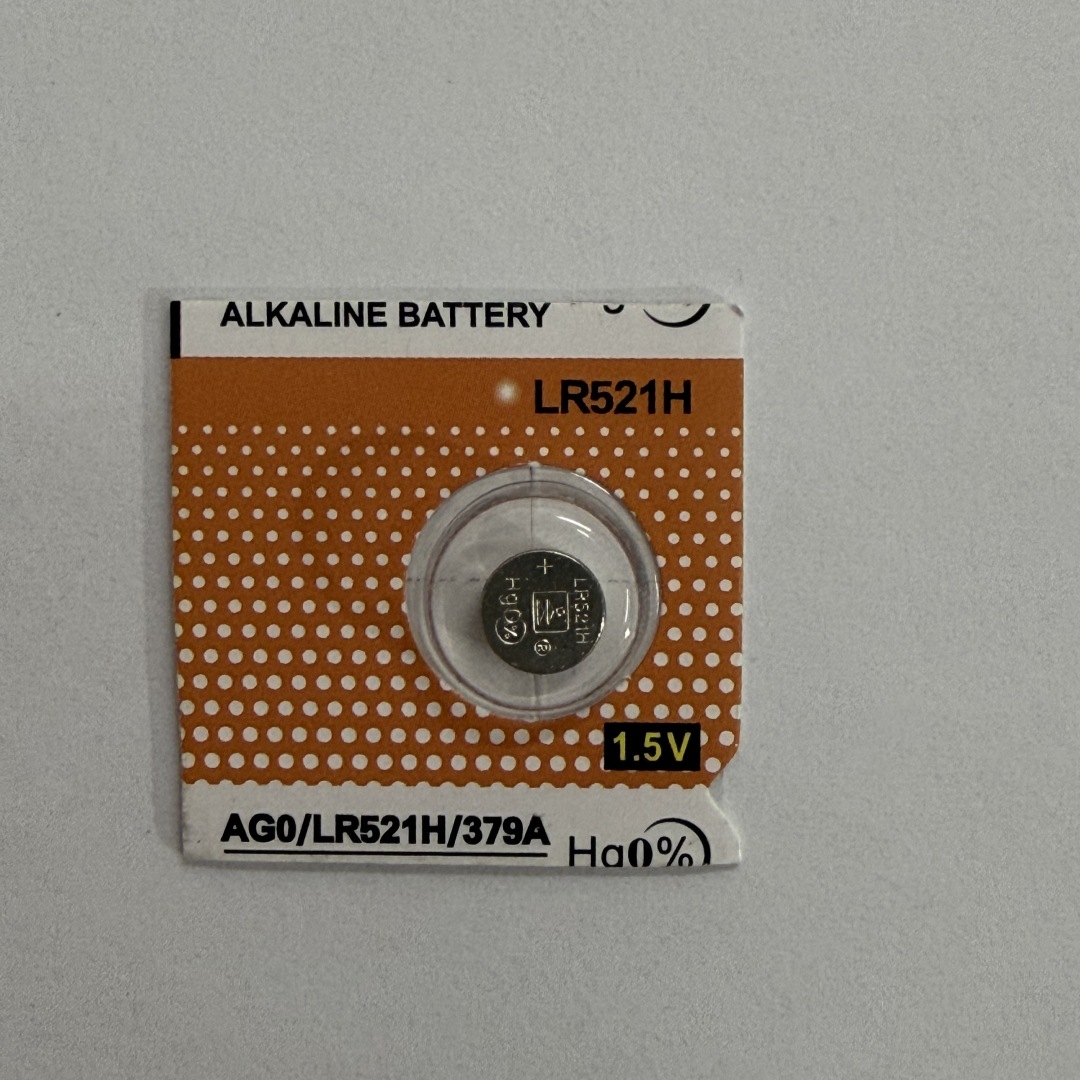 ALKALINE BATTERY
LR521H
+
LR521H
Hg0%
®
1.5V
AG0/LR521H/379A
Hg0%